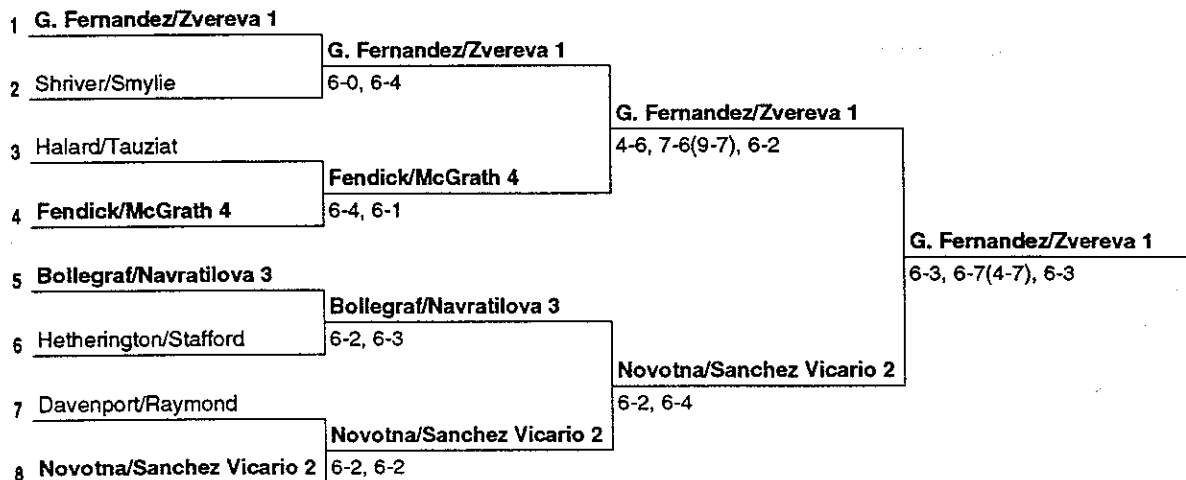 1 G. Fernandez/Zvereva 1
G. Fernandez/Zvereva 1
2 Shriver/Smylie
6-0, 6-4
G. Fernandez/Zvereva 1
3 Halard/Tauziat
4-6, 7-6(9-7), 6-2
Fendick/McGrath 4
4 Fendick/McGrath 4
6-4, 6-1
G. Fernandez/Zvereva 1
5 Bollegraf/Navratilova 3
6-3, 6-7(4-7), 6-3
Bollegraf/Navratilova 3
6 Hetherington/Stafford
6-2, 6-3
Novotna/Sanchez Vicario 2
7 Davenport/Raymond
6-2, 6-4
Novotna/Sanchez Vicario 2
8 Novotna/Sanchez Vicario 2
6-2, 6-2